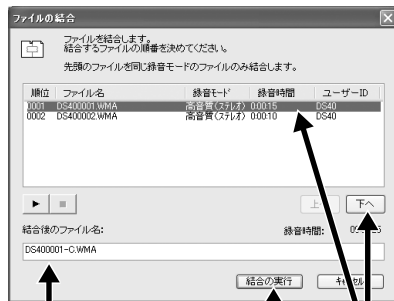 ファイルの結合
ファイルを結合します。
結合するファイルの順番を決めてください。
先頭のファイルと同じ録音モードのファイルのみ結合します。
順位 ファイル名 録音モード 録音時間 ユーザーID
0001 DS400001.WMA 高音質(ステレオ) 0:00:15 DS40
0002 DS400002.WMA 高音質(ステレオ) 0:00:10 DS40
下へ
結合後のファイル名: 録音時間:
DS400001-C.WMA
結合の実行